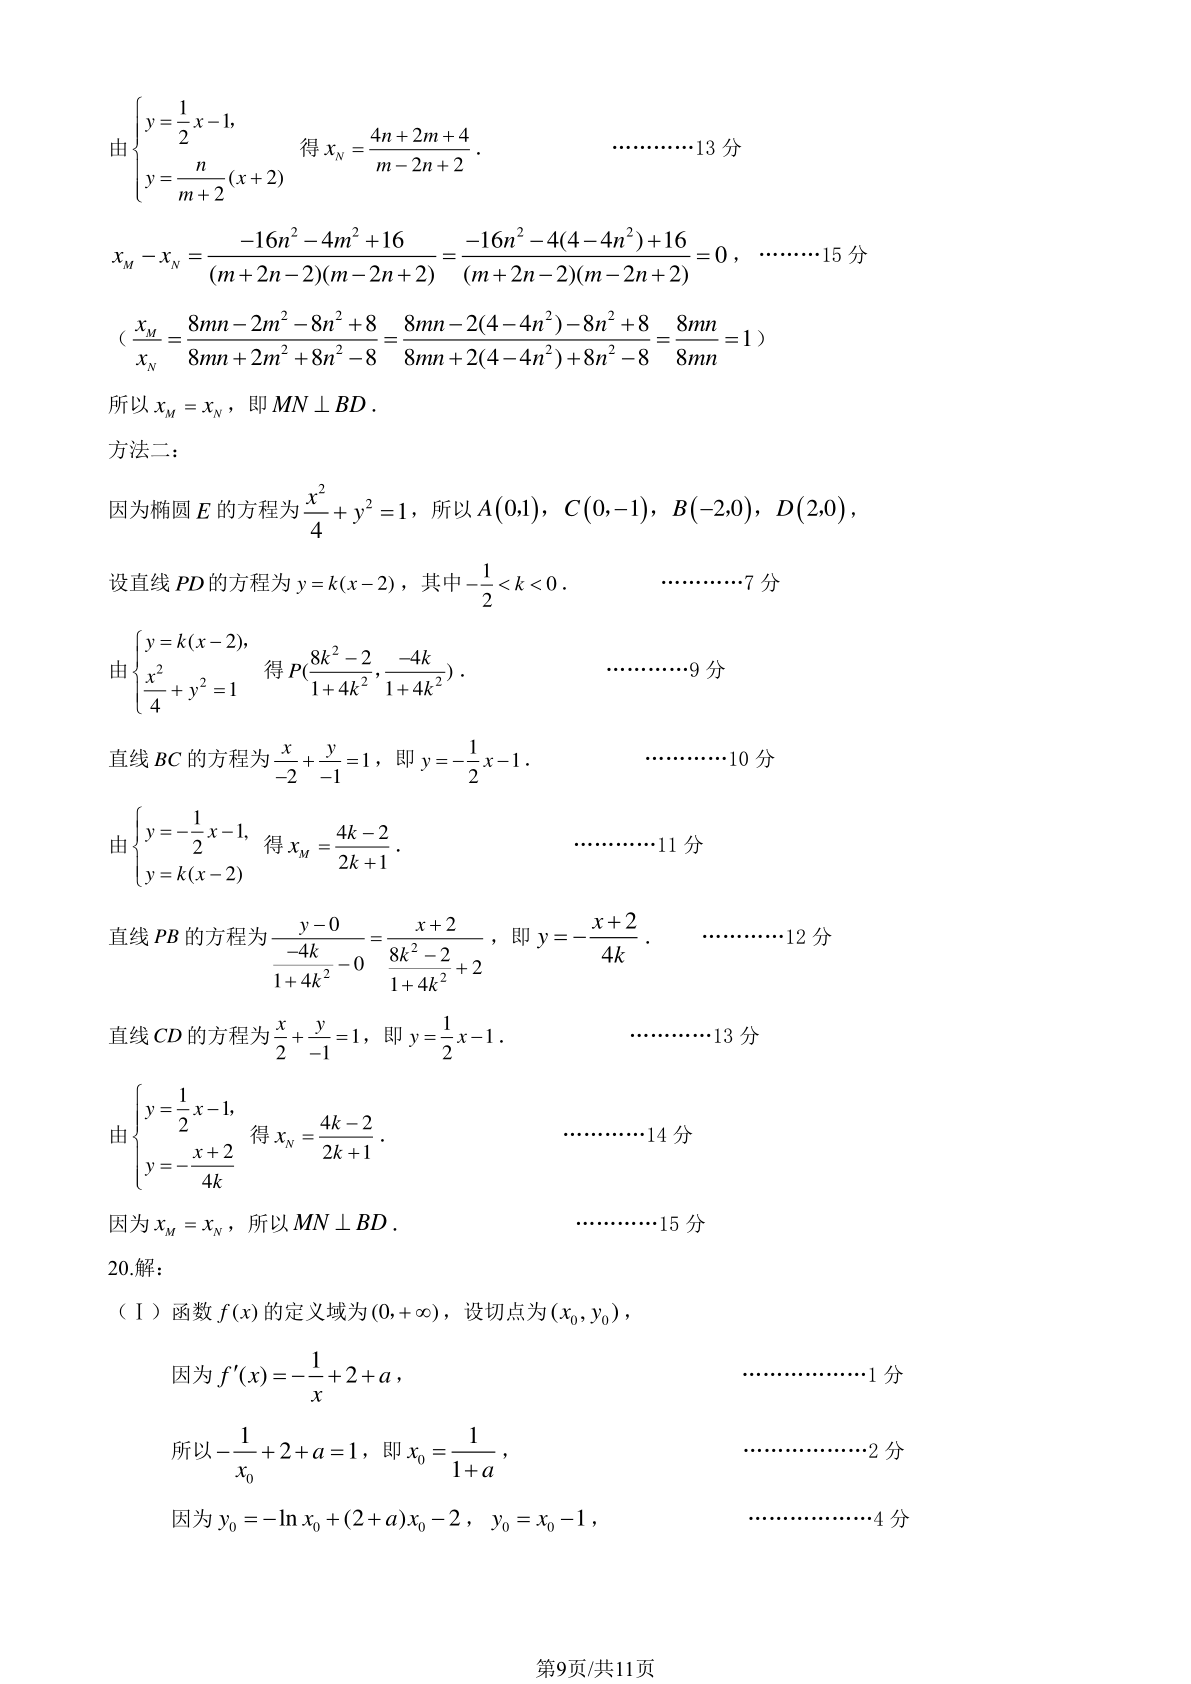 由{y=1/2 x−1，y=n/(m+2) (x+2) 得 x_N=(4n+2m+4)/(m−2n+2)． …………13 分
x_M−x_N=(−16n²−4m²+16)/((m+2n−2)(m−2n+2))=(−16n²−4(4−4n²)+16)/((m+2n−2)(m−2n+2))=0， ………15 分
（x_M/x_N=(8mn−2m²−8n²+8)/(8mn+2m²+8n²−8)=(8mn−2(4−4n²)−8n²+8)/(8mn+2(4−4n²)+8n²−8)=8mn/8mn=1）
所以 x_M=x_N，即 MN⊥BD．
方法二：
因为椭圆 E 的方程为 x²/4+y²=1，所以 A(0,1)，C(0,−1)，B(−2,0)，D(2,0)，
设直线 PD 的方程为 y=k(x−2)，其中 −1/2<k<0． …………7 分
由{y=k(x−2)，x²/4+y²=1 得 P((8k²−2)/(1+4k²)，−4k/(1+4k²))． …………9 分
直线 BC 的方程为 x/−2+y/−1=1，即 y=−1/2 x−1． …………10 分
由{y=−1/2 x−1, y=k(x−2) 得 x_M=(4k−2)/(2k+1)． …………11 分
直线 PB 的方程为 (y−0)/(−4k/(1+4k²)−0)=(x+2)/((8k²−2)/(1+4k²)+2)，即 y=−(x+2)/4k． …………12 分
直线 CD 的方程为 x/2+y/−1=1，即 y=1/2 x−1． …………13 分
由{y=1/2 x−1，y=−(x+2)/4k 得 x_N=(4k−2)/(2k+1)． …………14 分
因为 x_M=x_N，所以 MN⊥BD． …………15 分
20.解：
（Ⅰ）函数 f(x) 的定义域为 (0，+∞)，设切点为 (x₀, y₀)，
因为 f′(x)=−1/x+2+a， ………………1 分
所以 −1/x₀+2+a=1，即 x₀=1/(1+a)， ………………2 分
因为 y₀=−ln x₀+(2+a)x₀−2，y₀=x₀−1， ………………4 分
第9页/共11页